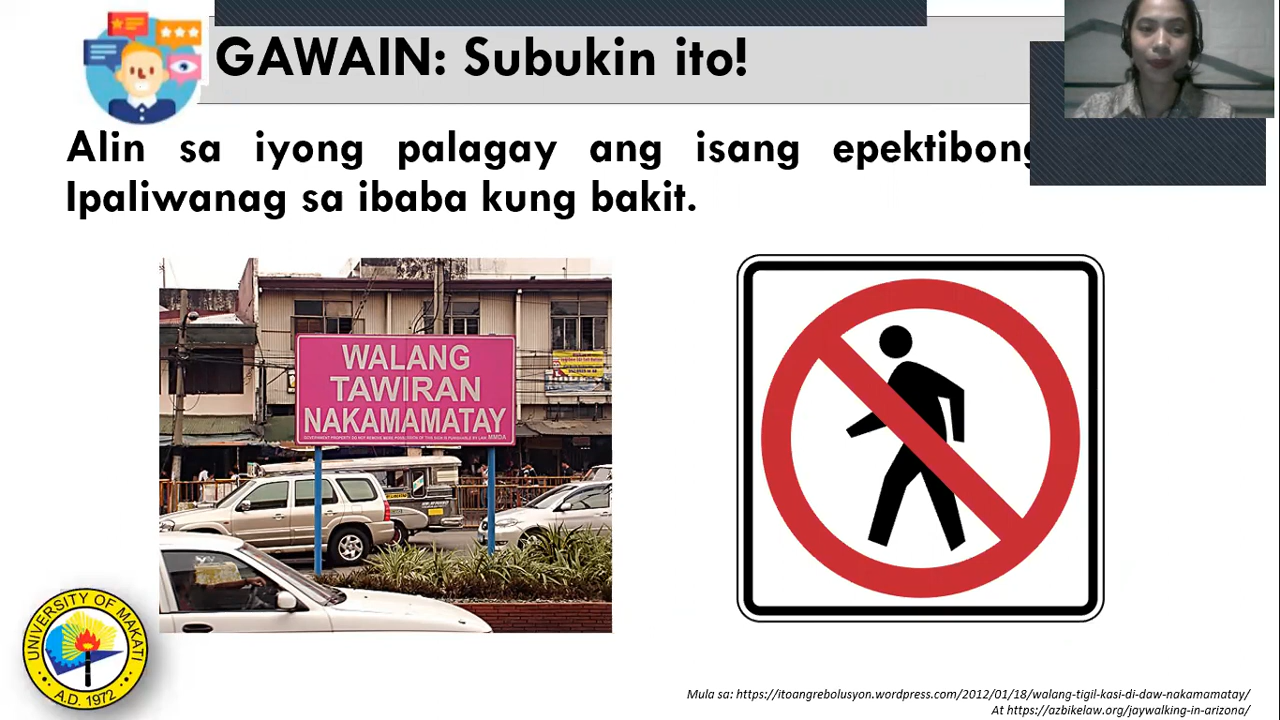 GAWAIN: Subukin ito!
Alin sa iyong palagay ang isang epektibong
Ipaliwanag sa ibaba kung bakit.
WALANG
TAWIRAN
NAKAMAMATAY
MMDA
UNIVERSITY OF MAKATI
A.D. 1972
Mula sa: https://itoangrebolusyon.wordpress.com/2012/01/18/walang-tigil-kasi-di-daw-nakamamatay/
At https://azbikelaw.org/jaywalking-in-arizona/